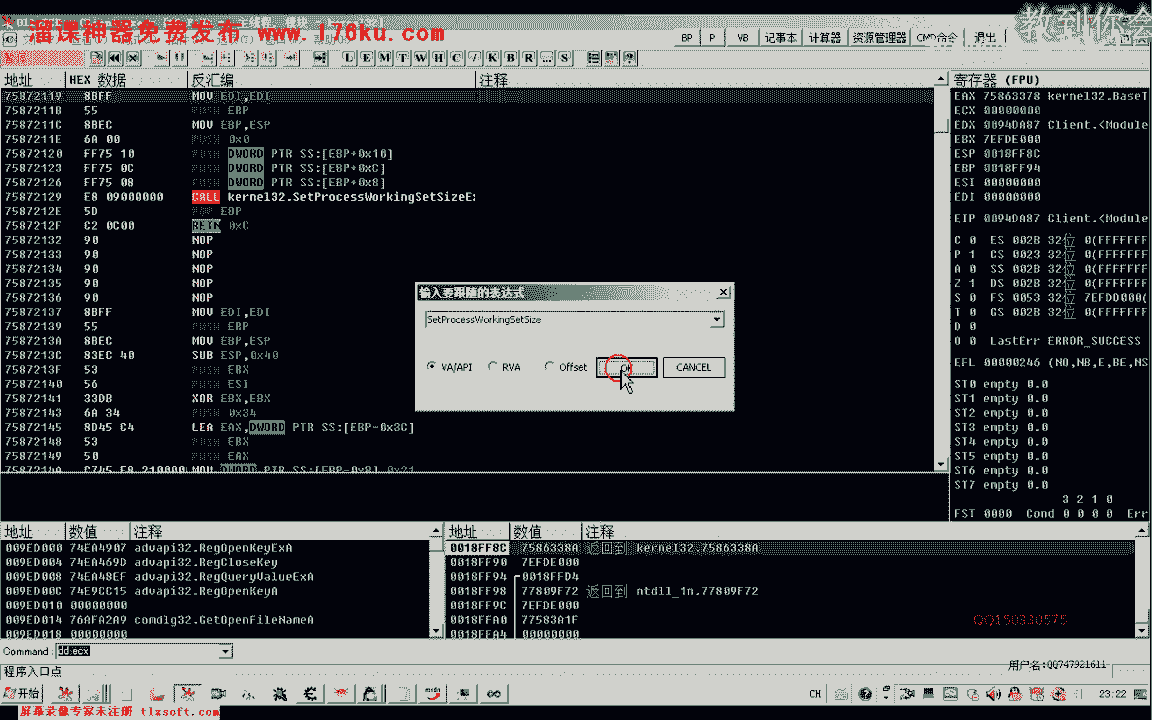 溜课神器免费发布 www.176ku.com
教到你会
BP P VB 记事本 计算器 资源管理器 CMD命令 退出
L E M T W H C / K B R ... S
地址 HEX 数据 反汇编 注释
75872119 8BFF MOV EDI,EDI
7587211B 55 PUSH EBP
7587211C 8BEC MOV EBP,ESP
7587211E 6A 00 PUSH 0x0
75872120 FF75 10 PUSH DWORD PTR SS:[EBP+0x10]
75872123 FF75 0C PUSH DWORD PTR SS:[EBP+0xC]
75872126 FF75 08 PUSH DWORD PTR SS:[EBP+0x8]
75872129 E8 09000000 CALL kernel32.SetProcessWorkingSetSizeE
7587212E 5D POP EBP
7587212F C2 0C00 RETN 0xC
75872132 90 NOP
75872133 90 NOP
75872134 90 NOP
75872135 90 NOP
75872136 90 NOP
75872137 8BFF MOV EDI,EDI
75872139 55 PUSH EBP
7587213A 8BEC MOV EBP,ESP
7587213C 83EC 40 SUB ESP,0x40
7587213F 53 PUSH EBX
75872140 56 PUSH ESI
75872141 33DB XOR EBX,EBX
75872143 6A 34 PUSH 0x34
75872145 8D45 C4 LEA EAX,DWORD PTR SS:[EBP-0x3C]
75872148 53 PUSH EBX
75872149 50 PUSH EAX
7587214A C745 F8 210000 MOV DWORD PTR SS:[EBP-0x8],0x21
寄存器 (FPU)
EAX 75863378 kernel32.BaseT
ECX 00000000
EDX 0094DA87 Client.<Module
EBX 7EFDE000
ESP 0018FF8C
EBP 0018FF94
ESI 00000000
EDI 00000000
EIP 0094DA87 Client.<Module
C 0 ES 002B 32位 0(FFFFFFF
P 1 CS 0023 32位 0(FFFFFFF
A 0 SS 002B 32位 0(FFFFFFF
Z 1 DS 002B 32位 0(FFFFFFF
S 0 FS 0053 32位 7EFDD000(
T 0 GS 002B 32位 0(FFFFFFF
D 0
O 0 LastErr ERROR_SUCCESS
EFL 00000246 (NO,NB,E,BE,NS
ST0 empty 0.0
ST1 empty 0.0
ST2 empty 0.0
ST3 empty 0.0
ST4 empty 0.0
ST5 empty 0.0
ST6 empty 0.0
ST7 empty 0.0
3 2 1 0
FST 0000 Cond 0 0 0 0 Err
输入要跟随的表达式
SetProcessWorkingSetSize
VA/API RVA Offset OK CANCEL
地址 数值 注释
009ED000 74EA4907 advapi32.RegOpenKeyExA
009ED004 74EA469D advapi32.RegCloseKey
009ED008 74EA48EF advapi32.RegQueryValueExA
009ED00C 74E9CC15 advapi32.RegOpenKeyA
009ED010 00000000
009ED014 76AFA2A9 comdlg32.GetOpenFileNameA
009ED018 00000000
地址 数值 注释
0018FF8C 7586338A 返回到 kernel32.7586338A
0018FF90 7EFDE000
0018FF94 0018FFD4
0018FF98 77809F72 返回到 ntdll_1n.77809F72
0018FF9C 7EFDE000
0018FFA0 77583A1F
0018FFA4 00000000
QQ150330575
Command : dd ecx
程序入口点
用户名:QQ747921611
开始
CH
23:22
屏幕录像专家未注册 tlxsoft.com